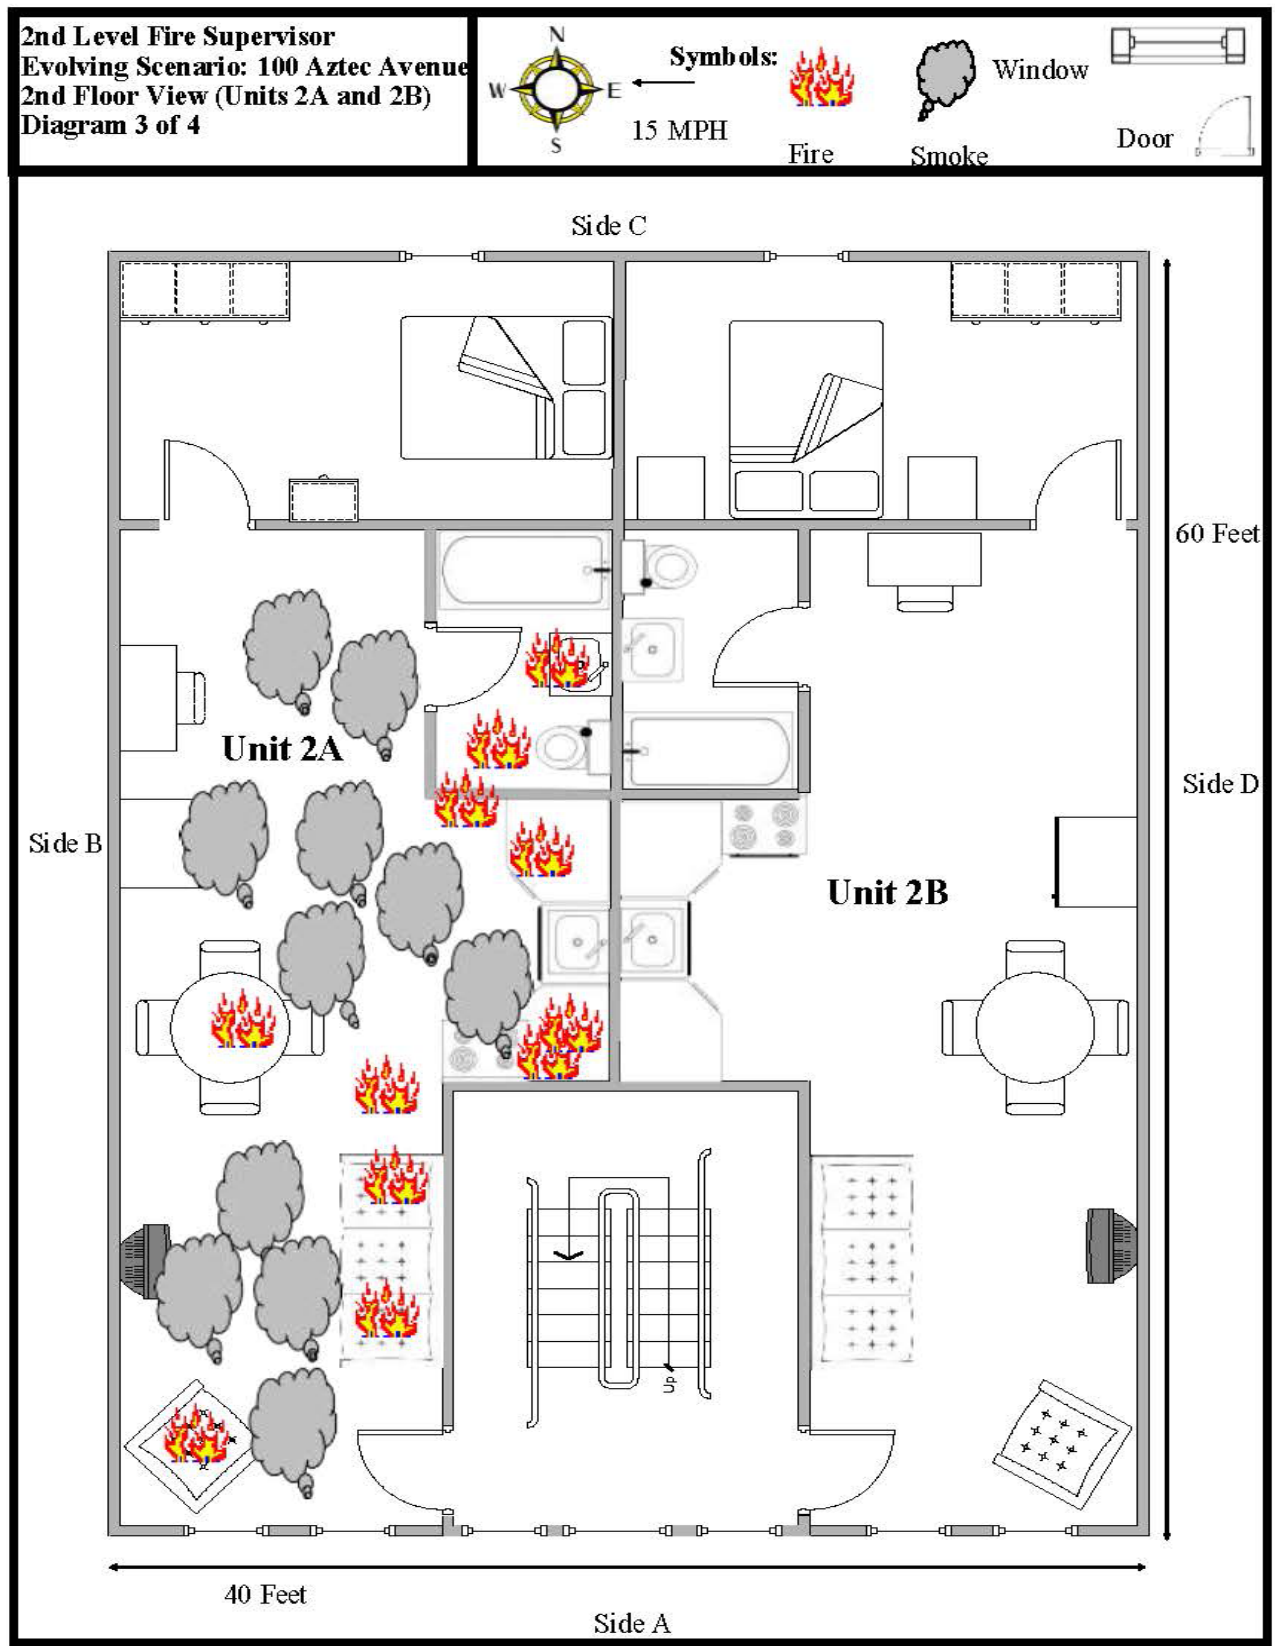 2nd Level Fire Supervisor
Evolving Scenario: 100 Aztec Avenue
2nd Floor View (Units 2A and 2B)
Diagram 3 of 4
N
W
E
S
15 MPH
Symbols:
Fire
Smoke
Window
Door
Side C
60 Feet
Unit 2A
Side D
Side B
Unit 2B
Up
40 Feet
Side A